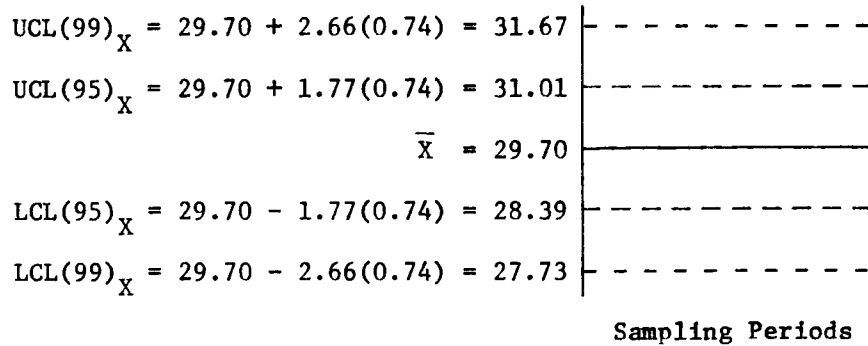 UCL(99)X = 29.70 + 2.66(0.74) = 31.67
UCL(95)X = 29.70 + 1.77(0.74) = 31.01
X̅ = 29.70
LCL(95)X = 29.70 - 1.77(0.74) = 28.39
LCL(99)X = 29.70 - 2.66(0.74) = 27.73
Sampling Periods